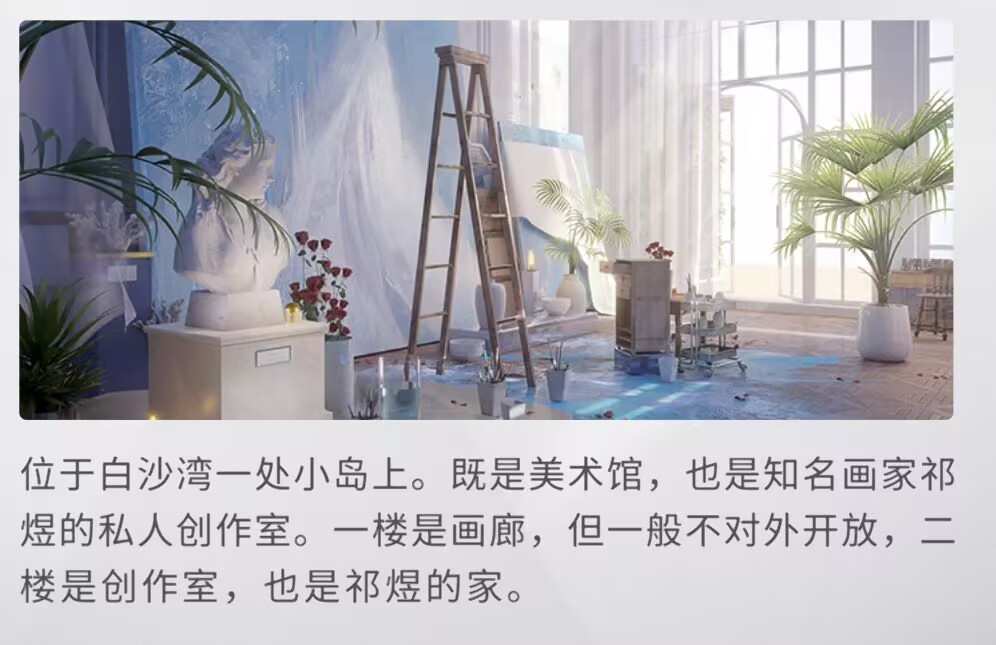 位于白沙湾一处小岛上。既是美术馆，也是知名画家祁
煜的私人创作室。一楼是画廊，但一般不对外开放，二
楼是创作室，也是祁煜的家。